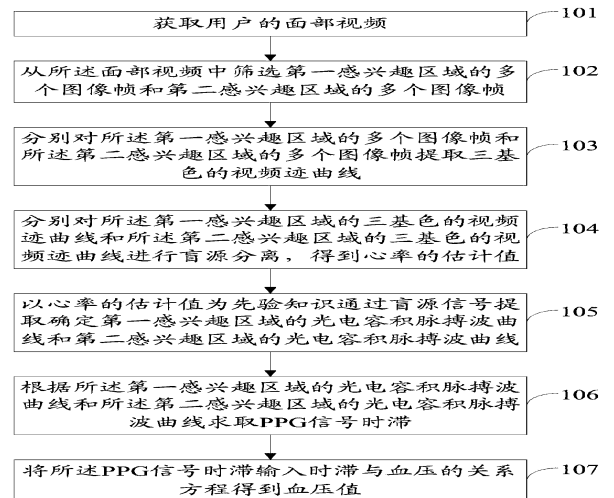 获取用户的面部视频
101
从所述面部视频中筛选第一感兴趣区域的多
个图像帧和第二感兴趣区域的多个图像帧
102
分别对所述第一感兴趣区域的多个图像帧和
所述第二感兴趣区域的多个图像帧提取三基
色的视频迹曲线
103
分别对所述第一感兴趣区域的三基色的视频
迹曲线和所述第二感兴趣区域的三基色的视
频迹曲线进行盲源分离，得到心率的估计值
104
以心率的估计值为先验知识通过盲源信号提
取确定第一感兴趣区域的光电容积脉搏波曲
线和第二感兴趣区域的光电容积脉搏波曲线
105
根据所述第一感兴趣区域的光电容积脉搏波
曲线和所述第二感兴趣区域的光电容积脉搏
波曲线求取PPG信号时滞
106
将所述PPG信号时滞输入时滞与血压的关系
方程得到血压值
107